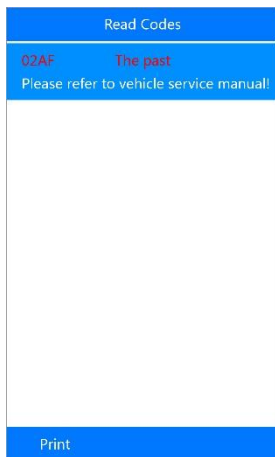 Read Codes
02AF The past
Please refer to vehicle service manual!
Print